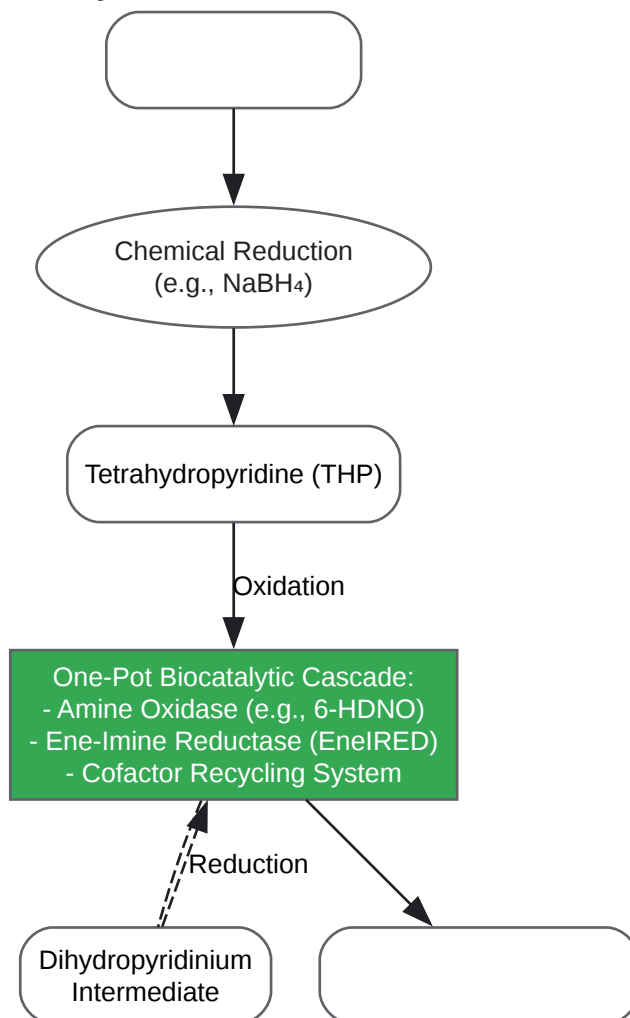 Chemical Reduction
(e.g., NaBH₄)
Tetrahydropyridine (THP)
Oxidation
One-Pot Biocatalytic Cascade:
- Amine Oxidase (e.g., 6-HDNO)
- Ene-Imine Reductase (EneIRED)
- Cofactor Recycling System
Reduction
Dihydropyridinium
Intermediate